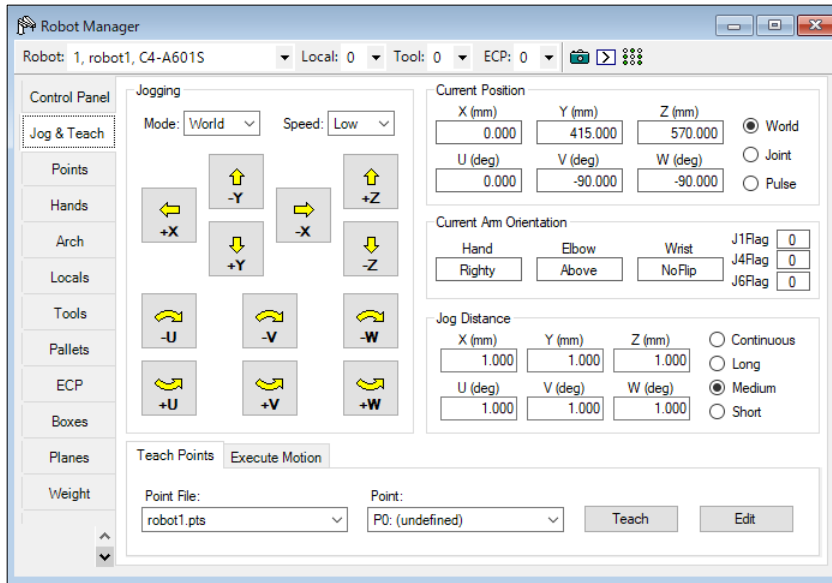 Robot Manager
Robot: 1, robot1, C4-A601S Local: 0 Tool: 0 ECP: 0
Control Panel
Jog & Teach
Points
Hands
Arch
Locals
Tools
Pallets
ECP
Boxes
Planes
Weight
Jogging
Mode: World Speed: Low
-Y +Z
+X -X
+Y -Z
-U -V -W
+U +V +W
Current Position
X (mm) Y (mm) Z (mm)
0.000 415.000 570.000
U (deg) V (deg) W (deg)
0.000 -90.000 -90.000
World
Joint
Pulse
Current Arm Orientation
Hand Elbow Wrist
Righty Above NoFlip
J1Flag 0
J4Flag 0
J6Flag 0
Jog Distance
X (mm) Y (mm) Z (mm)
1.000 1.000 1.000
U (deg) V (deg) W (deg)
1.000 1.000 1.000
Continuous
Long
Medium
Short
Teach Points Execute Motion
Point File: Point:
robot1.pts P0: (undefined) Teach Edit